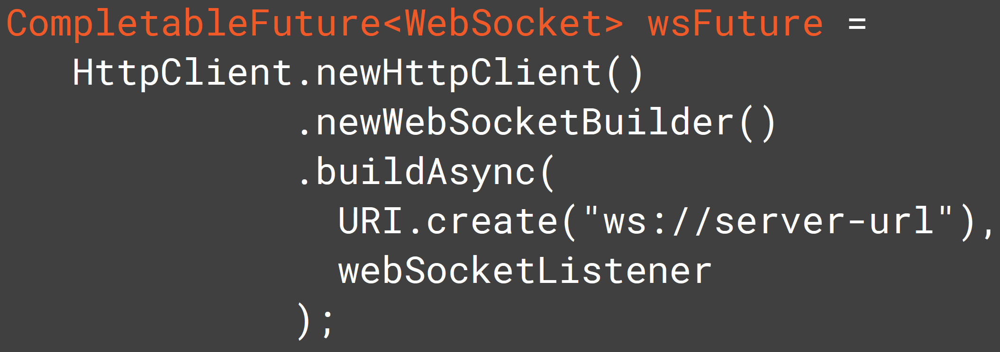 CompletableFuture<WebSocket> wsFuture =
HttpClient.newHttpClient()
.newWebSocketBuilder()
.buildAsync(
URI.create("ws://server-url"),
webSocketListener
);